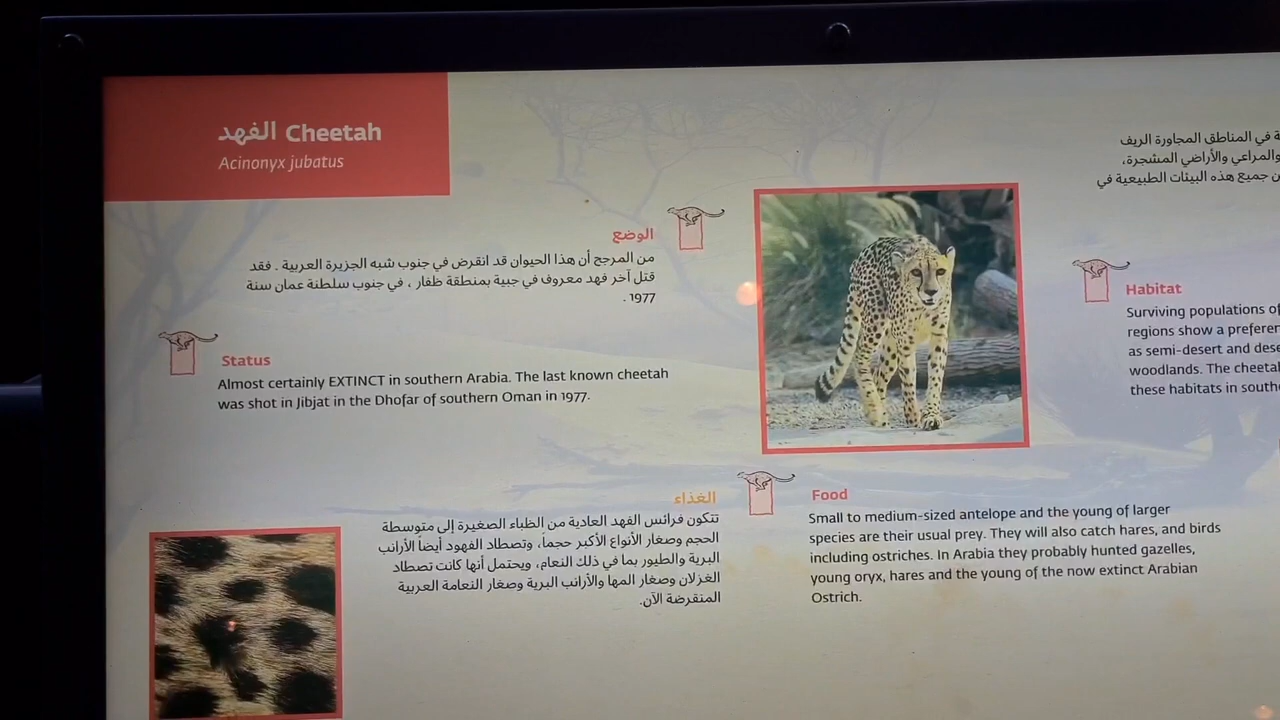 الفهد Cheetah
Acinonyx jubatus
الوضع
من المرجح أن هذا الحيوان قد انقرض في جنوب شبه الجزيرة العربية . فقد
قتل آخر فهد معروف في جبية بمنطقة ظفار ، في جنوب سلطنة عمان سنة
1977 .
Status
Almost certainly EXTINCT in southern Arabia. The last known cheetah
was shot in Jibjat in the Dhofar of southern Oman in 1977.
الغذاء
تتكون فرائس الفهد العادية من الظباء الصغيرة إلى متوسطة
الحجم وصغار الأنواع الأكبر حجماً، وتصطاد الفهود أيضاً الأرانب
البرية والطيور بما في ذلك النعام، ويحتمل أنها كانت تصطاد
الغزلان وصغار المها والأرانب البرية وصغار النعامة العربية
المنقرضة الآن.
Food
Small to medium-sized antelope and the young of larger
species are their usual prey. They will also catch hares, and birds
including ostriches. In Arabia they probably hunted gazelles,
young oryx, hares and the young of the now extinct Arabian
Ostrich.
في المناطق المجاورة الريف
والمراعي والأراضي المشجرة،
جميع هذه البيئات الطبيعية في
Habitat
Surviving populations of
regions show a
as semi-desert and
woodlands. The
these habitats in